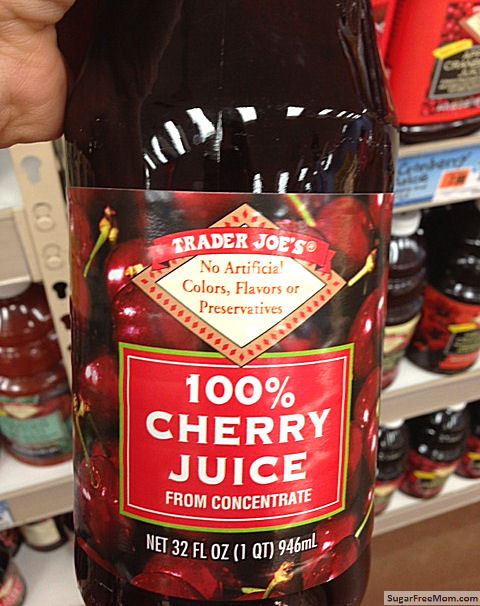 TRADER JOE'S®
No Artificial
Colors, Flavors or
Preservatives
100%
CHERRY
JUICE
FROM CONCENTRATE
NET 32 FL OZ (1 QT) 946mL
Cranberry
SugarFreeMom.com